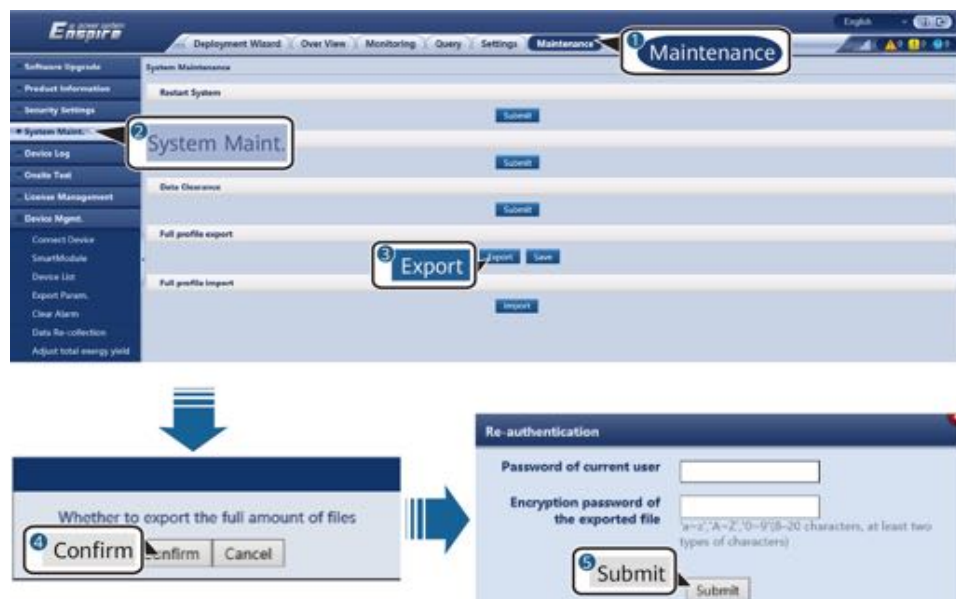 Enspire
English
Deployment Wizard Over View Monitoring Query Settings Maintenance
1 Maintenance
Software Upgrade
Product Information
Security Settings
System Maint.
Device Log
Onsite Test
License Management
Device Mgmt.
Connect Device
SmartModule
Device List
Export Param.
Clear Alarm
Data Re-collection
Adjust total energy yield
System Maintenance
Restart System
Submit
2 System Maint.
Submit
Data Clearance
Submit
Full profile export
3 Export
Export Save
Full profile import
Import
Whether to export the full amount of files
4 Confirm
Confirm Cancel
Re-authentication
Password of current user
Encryption password of
the exported file
'a~z','A~Z','0~9'(8-20 characters, at least two
types of characters)
5 Submit
Submit